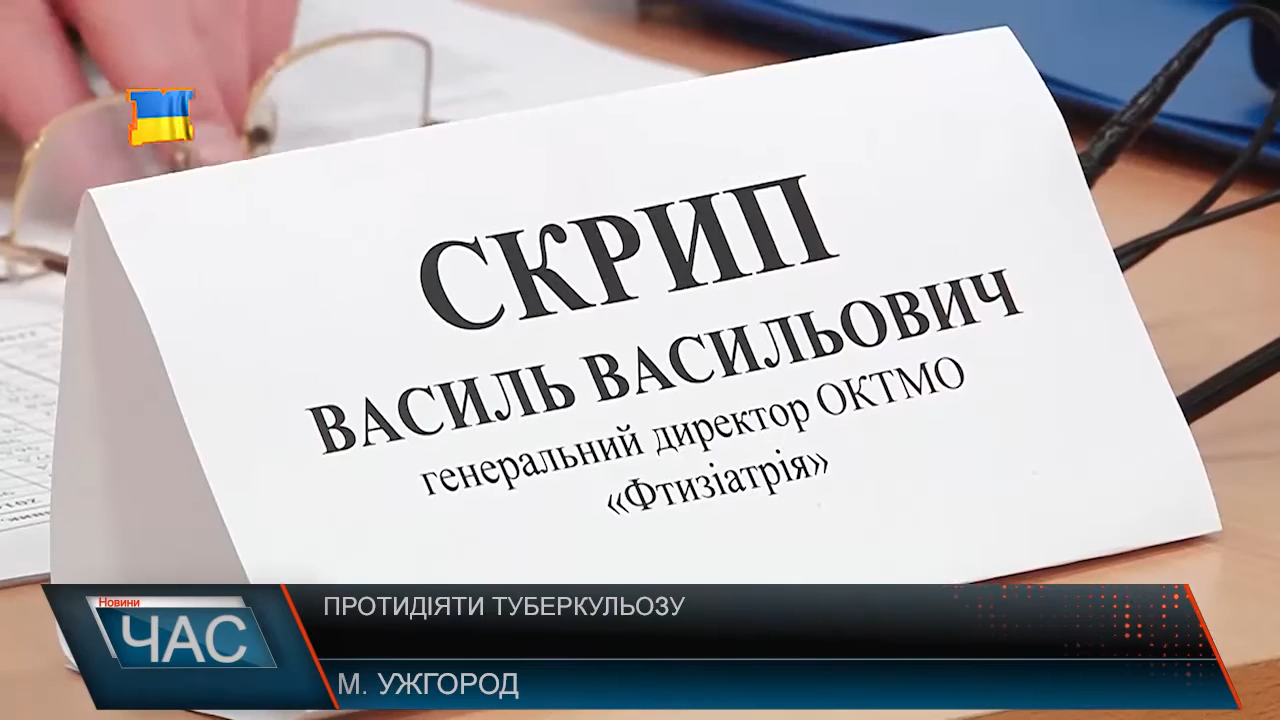 СКРИП
ВАСИЛЬ ВАСИЛЬОВИЧ
генеральний директор ОКТМО
«Фтизіатрія»
Новини
ЧАС
ПРОТИДІЯТИ ТУБЕРКУЛЬОЗУ
М. УЖГОРОД